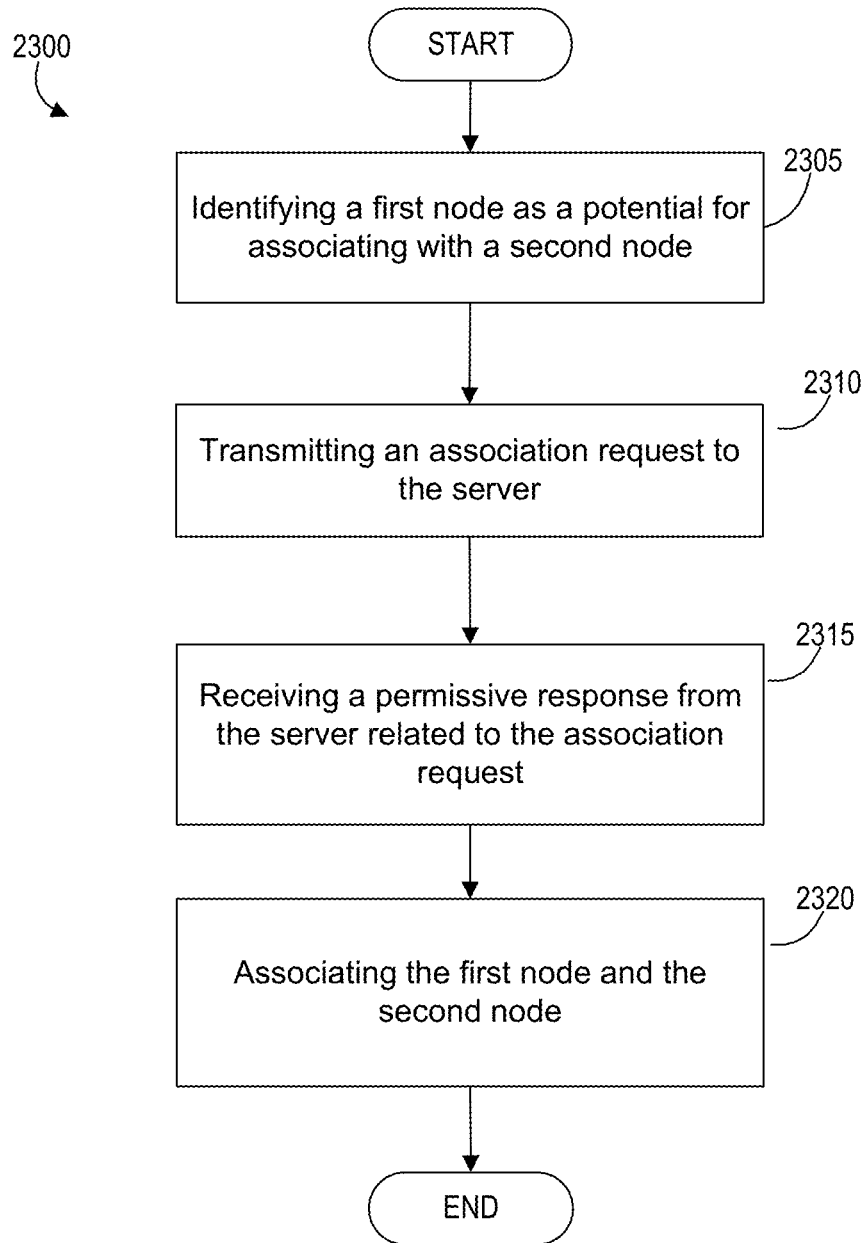 2300
START
2305
Identifying a first node as a potential for
associating with a second node
2310
Transmitting an association request to
the server
2315
Receiving a permissive response from
the server related to the association
request
2320
Associating the first node and the
second node
END